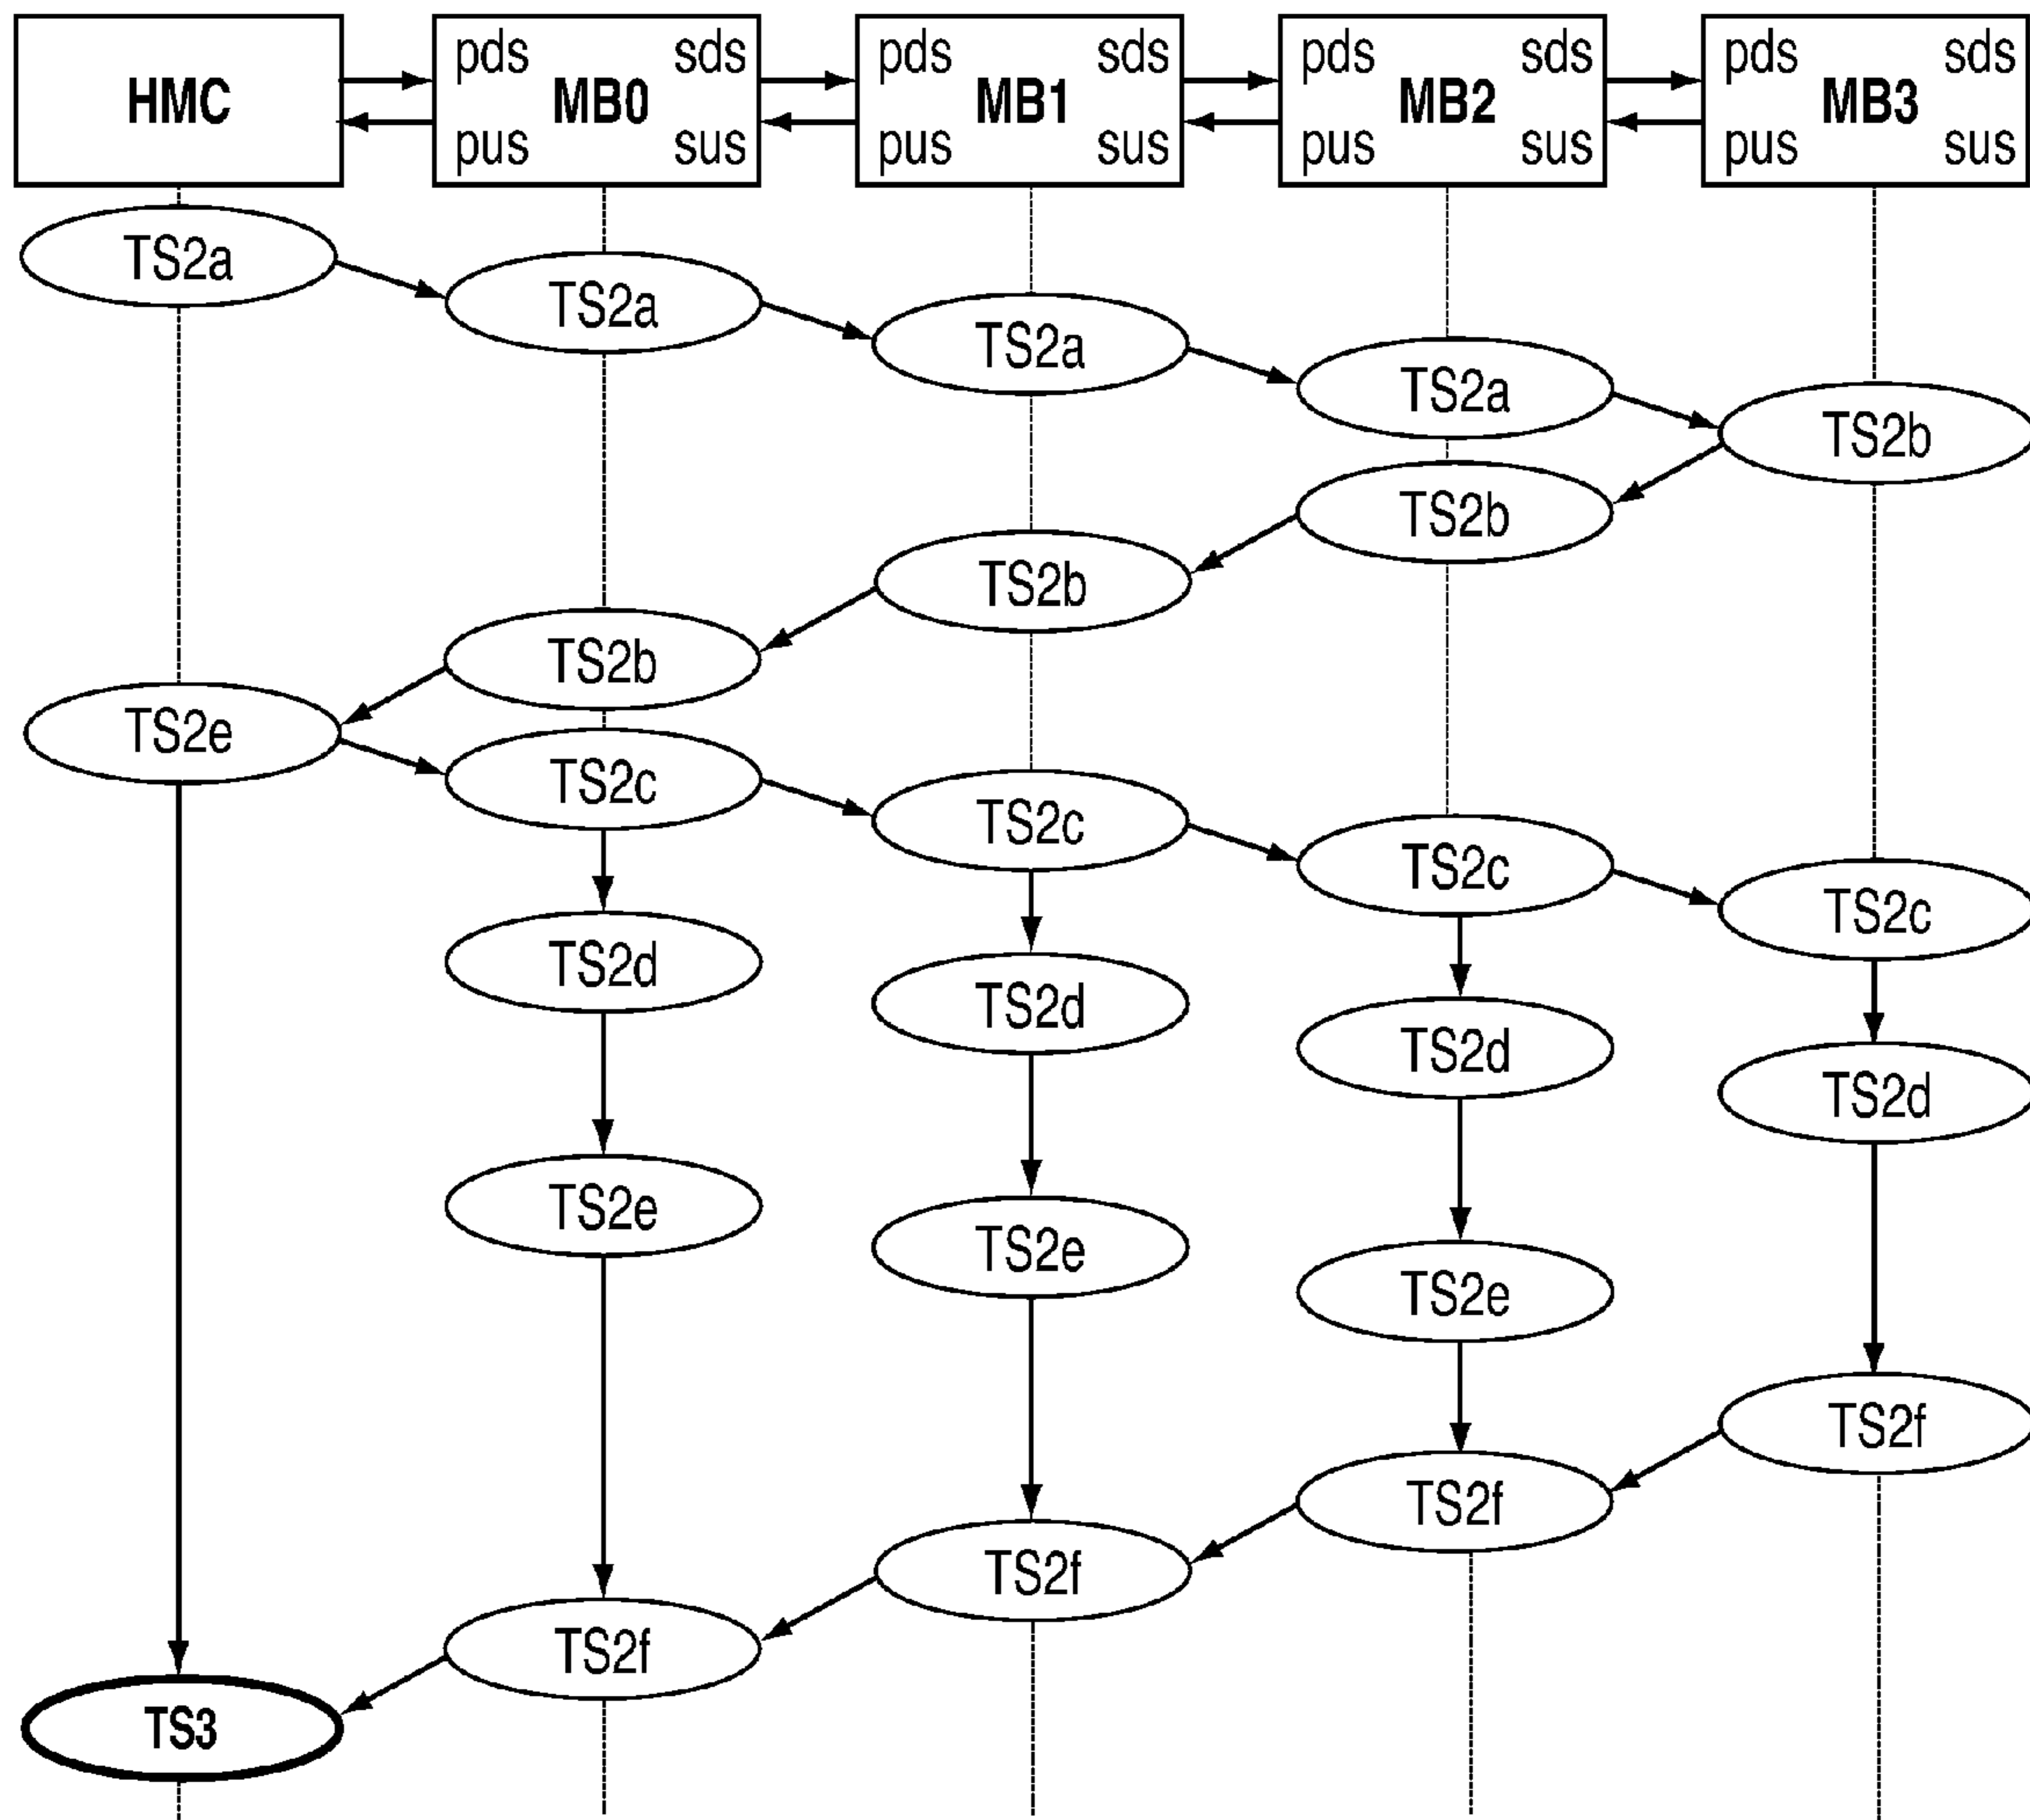 pds sds pds sds pds sds pds sds
HMC MB0 MB1 MB2 MB3
pus sus pus sus pus sus pus sus
TS2a
TS2a
TS2a
TS2a
TS2b
TS2b
TS2b
TS2b
TS2e
TS2c
TS2c
TS2c
TS2c
TS2d
TS2d
TS2d
TS2d
TS2e
TS2e
TS2e
TS2f
TS2f
TS2f
TS2f
TS3